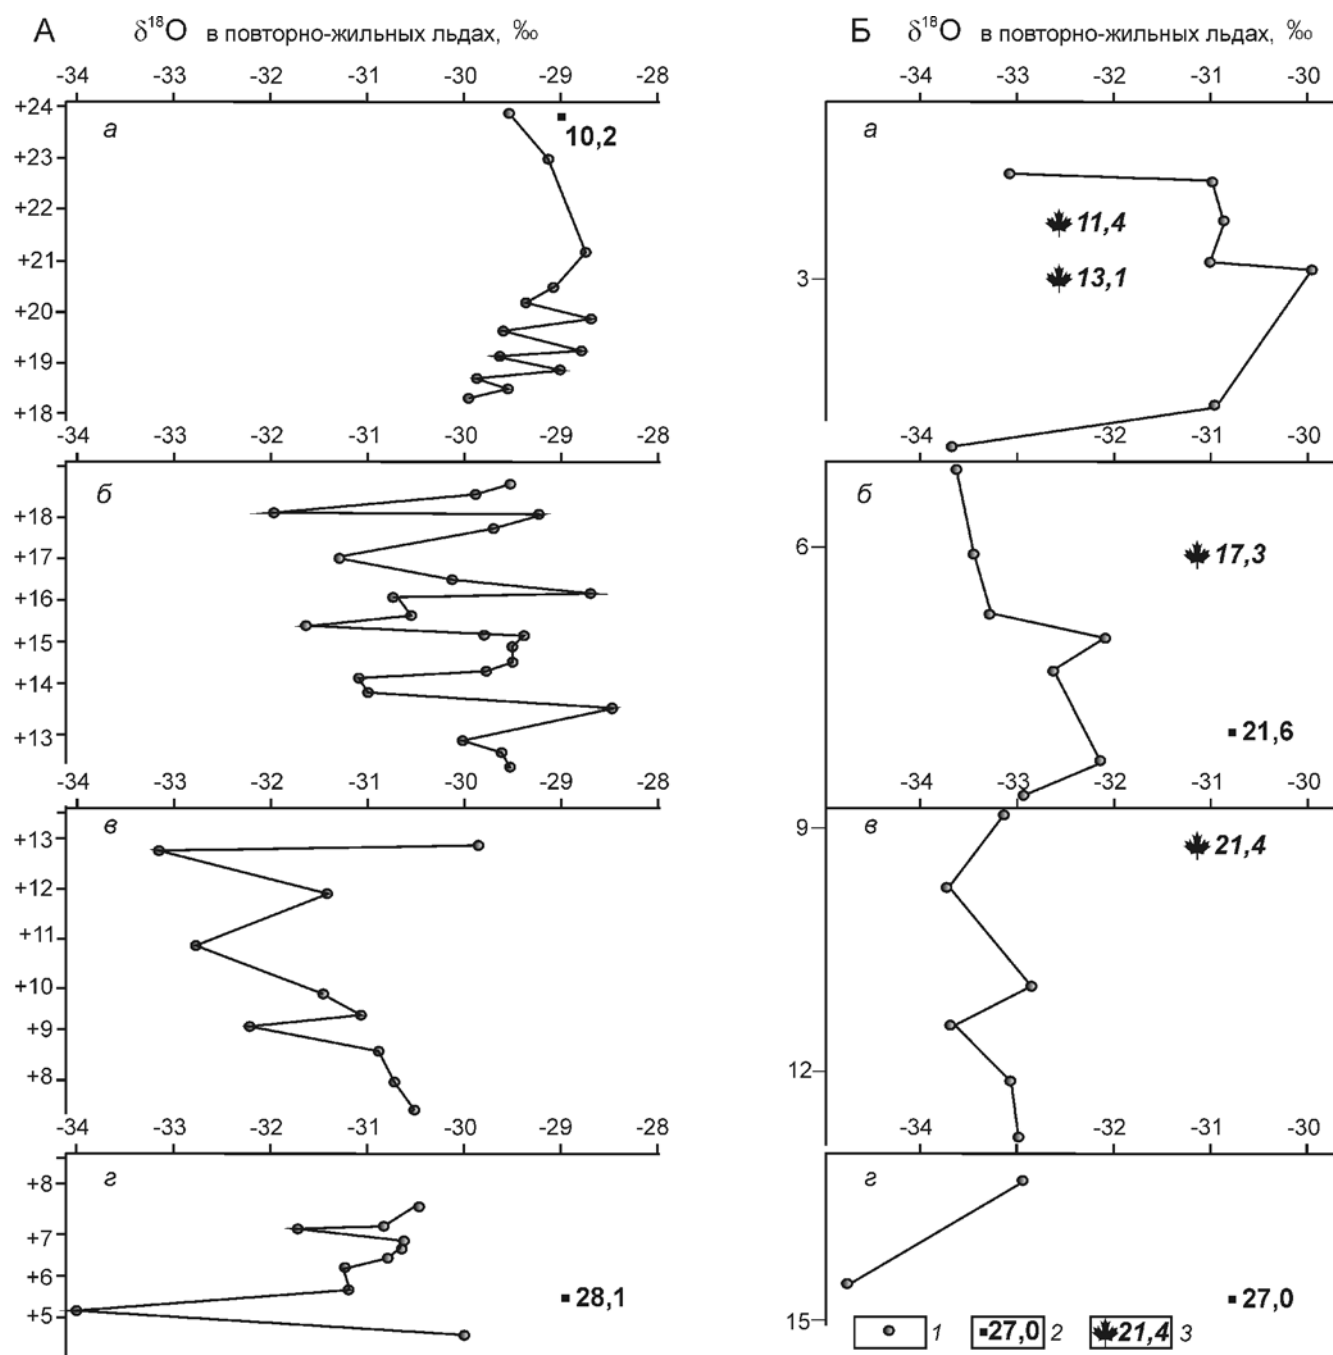 А δ¹⁸O в повторно-жильных льдах, ‰
-34 -33 -32 -31 -30 -29 -28
+24
а
10,2
+23
+22
+21
+20
+19
+18
-34 -33 -32 -31 -30 -29 -28
б
+18
+17
+16
+15
+14
+13
-34 -33 -32 -31 -30 -29 -28
+13
в
+12
+11
+10
+9
+8
-34 -33 -32 -31 -30 -29 -28
+8
г
+7
+6
28,1
+5
Б δ¹⁸O в повторно-жильных льдах, ‰
-34 -33 -32 -31 -30
а
11,4
3
13,1
-34 -32 -31 -30
б
6
17,3
21,6
-34 -33 -32 -31 -30
9
в
21,4
12
-34 -33 -32 -31 -30
г
27,0
15
1 27,0 2 21,4 3